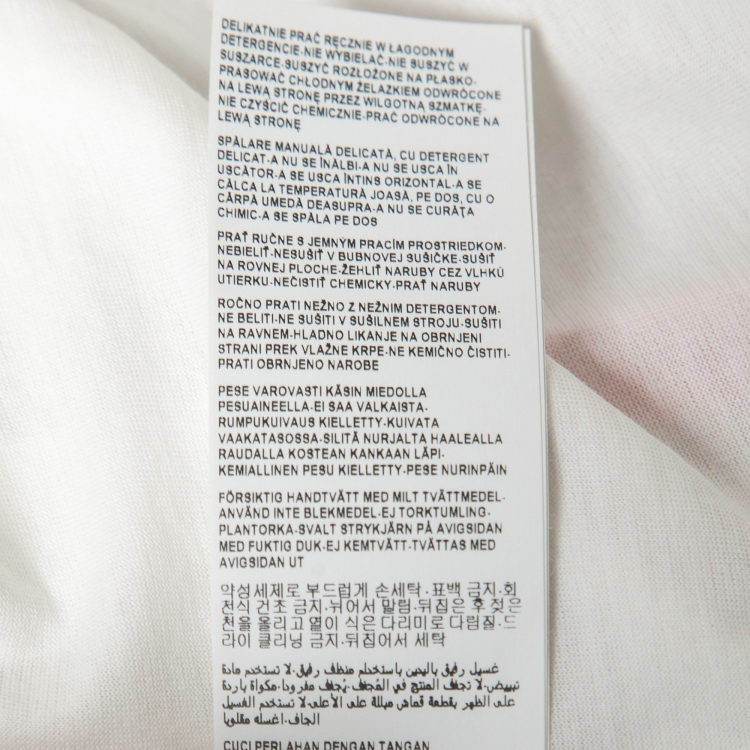 DELIKATNIE PRAĆ RĘCZNIE W ŁAGODNYM
DETERGENCIE-NIE WYBIELAĆ-NIE SUSZYĆ W
SUSZARCE-SUSZYĆ ROZŁOŻONE NA PŁASKO-
PRASOWAĆ CHŁODNYM ŻELAZKIEM ODWRÓCONE
NA LEWĄ STRONĘ PRZEZ WILGOTNĄ SZMATKĘ-
NIE CZYŚCIĆ CHEMICZNIE-PRAĆ ODWRÓCONE NA
LEWĄ STRONĘ
SPĂLARE MANUALĂ DELICATĂ, CU DETERGENT
DELICAT-A NU SE ÎNĂLBI-A NU SE USCA ÎN
USCĂTOR-A SE USCA ÎNTINS ORIZONTAL-A SE
CĂLCA LA TEMPERATURĂ JOASĂ, PE DOS, CU O
CÂRPĂ UMEDĂ DEASUPRA-A NU SE CURĂŢA
CHIMIC-A SE SPĂLA PE DOS
PRAŤ RUČNE S JEMNÝM PRACÍM PROSTRIEDKOM-
NEBIELIŤ-NESUŠIŤ V BUBNOVEJ SUŠIČKE-SUŠIŤ
NA ROVNEJ PLOCHE-ŽEHLIŤ NARUBY CEZ VLHKÚ
UTIERKU-NEČISTIŤ CHEMICKY-PRAŤ NARUBY
ROČNO PRATI NEŽNO Z NEŽNIM DETERGENTOM-
NE BELITI-NE SUŠITI V SUŠILNEM STROJU-SUŠITI
NA RAVNEM-HLADNO LIKANJE NA OBRNJENI
STRANI PREK VLAŽNE KRPE-NE KEMIČNO ČISTITI-
PRATI OBRNJENO NAROBE
PESE VAROVASTI KÄSIN MIEDOLLA
PESUAINEELLA-EI SAA VALKAISTA-
RUMPUKUIVAUS KIELLETTY-KUIVATA
VAAKATASOSSA-SILITÄ NURJALTA HAALEALLA
RAUDALLA KOSTEAN KANKAAN LÄPI-
KEMIALLINEN PESU KIELLETTY-PESE NURINPÄIN
FÖRSIKTIG HANDTVÄTT MED MILT TVÄTTMEDEL-
ANVÄND INTE BLEKMEDEL-EJ TORKTUMLING-
PLANTORKA-SVALT STRYKJÄRN PÅ AVIGSIDAN
MED FUKTIG DUK-EJ KEMTVÄTT-TVÄTTAS MED
AVIGSIDAN UT
약성세제로 부드럽게 손세탁-표백 금지-회
전식 건조 금지-뉘어서 말림-뒤집은 후 젖은
천을 올리고 열이 식은 다리미로 다림질-드
라이 클리닝 금지-뒤집어서 세탁
غسيل رفيق باليدين باستخدام منظف رفيق-لا تستخدم مادة
تبييض-لا تجفف المنتج في المُجفف-يُجفف مفرودا-مكواة باردة
على الظهر بقطعة قماش مبللة على الأعلى-لا تستخدم الغسيل
الجاف-اغسله مقلوبا
CUCI PERLAHAN DENGAN TANGAN